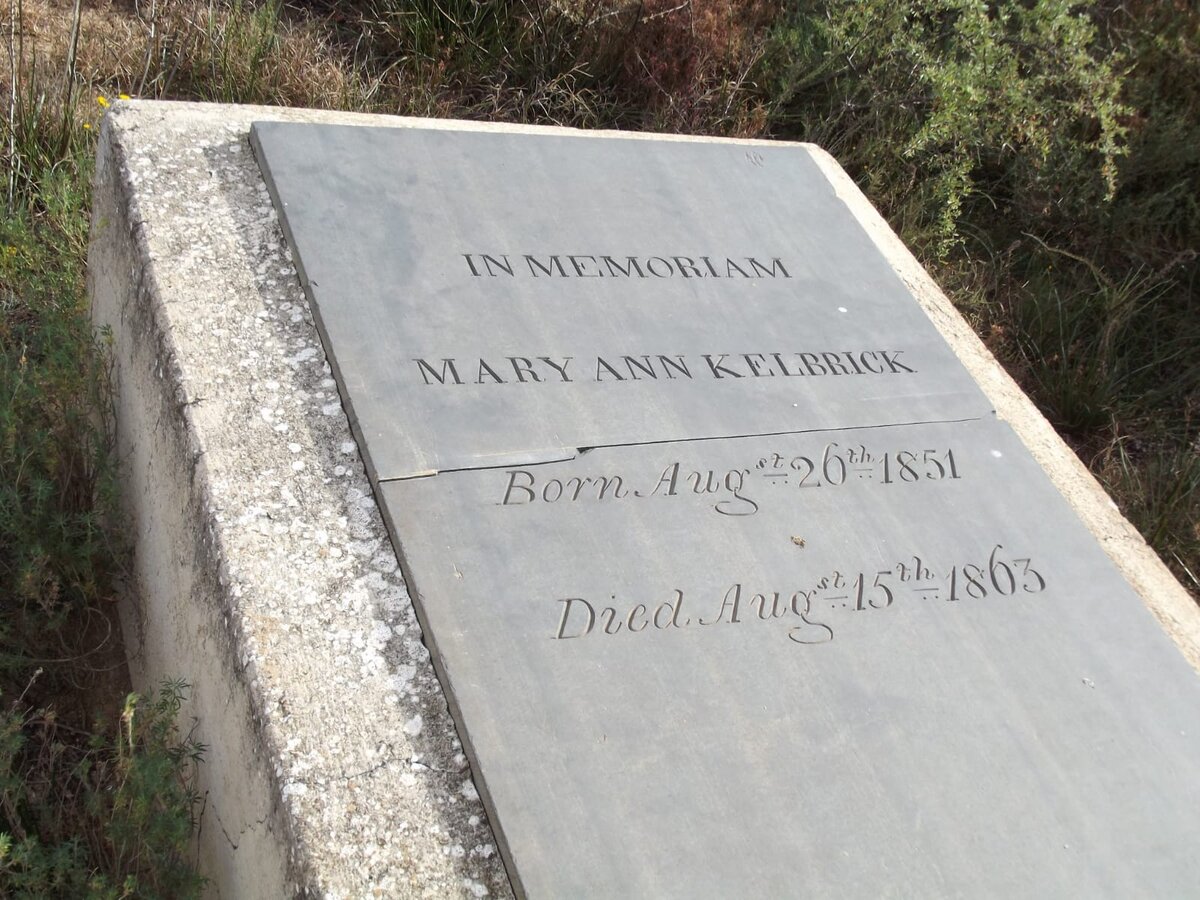 IN MEMORIAM
MARY ANN KELBRICK
Born Augst 26th 1851
Died Augst 15th 1863